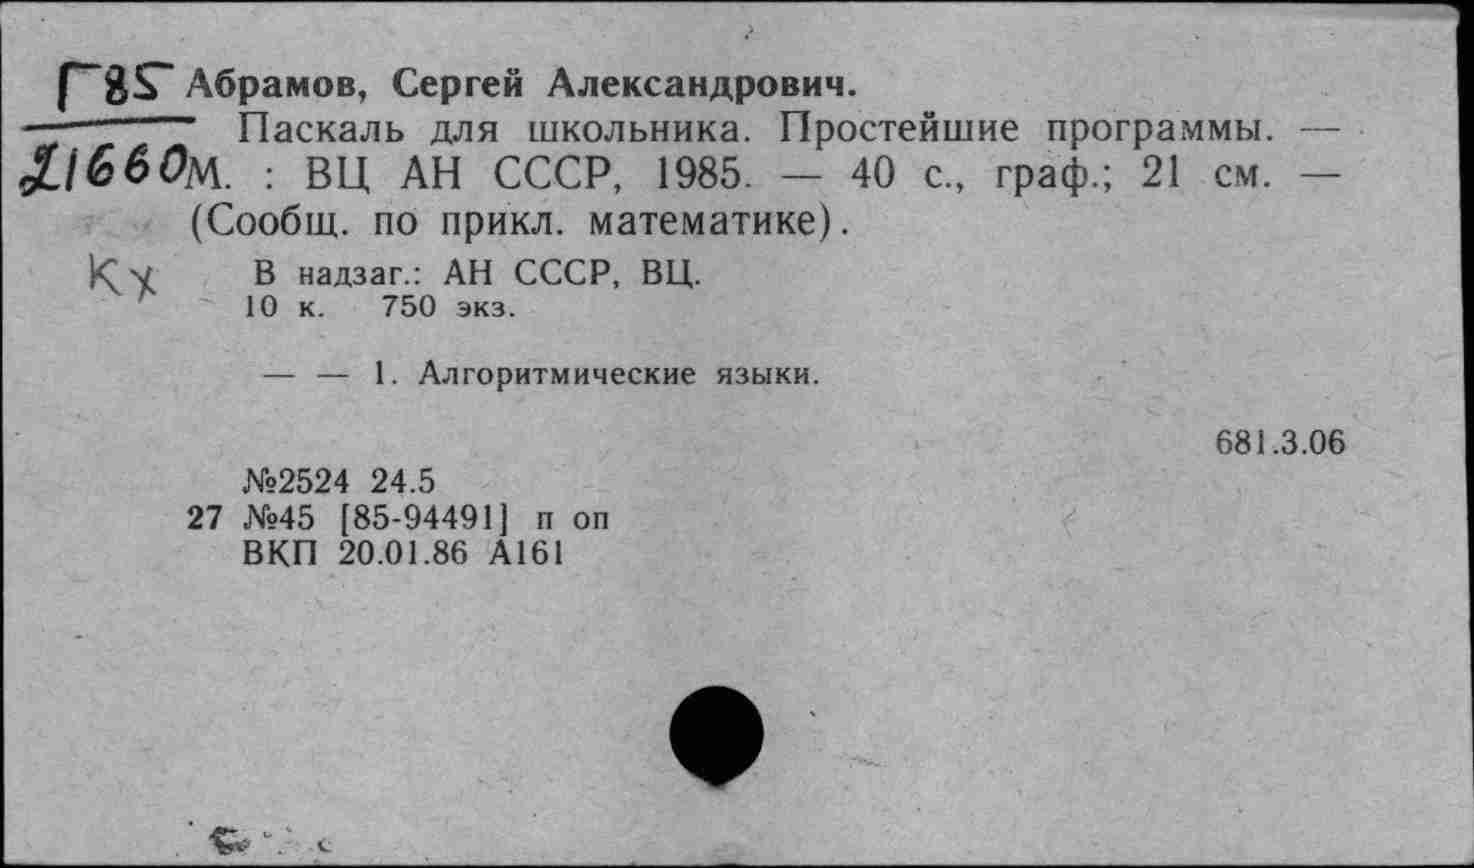 Г85 Абрамов, Сергей Александрович.
Паскаль для школьника. Простейшие программы. —
1660 М. : ВЦ АН СССР, 1985. — 40 с., граф.; 21 см. —
(Сообщ. по прикл. математике).
Кх В надзаг.: АН СССР, ВЦ.
10 к. 750 экз.
— — 1. Алгоритмические языки.
681.3.06
№2524 24.5
27 №45 [85-94491] п оп
ВКП 20.01.86 А161